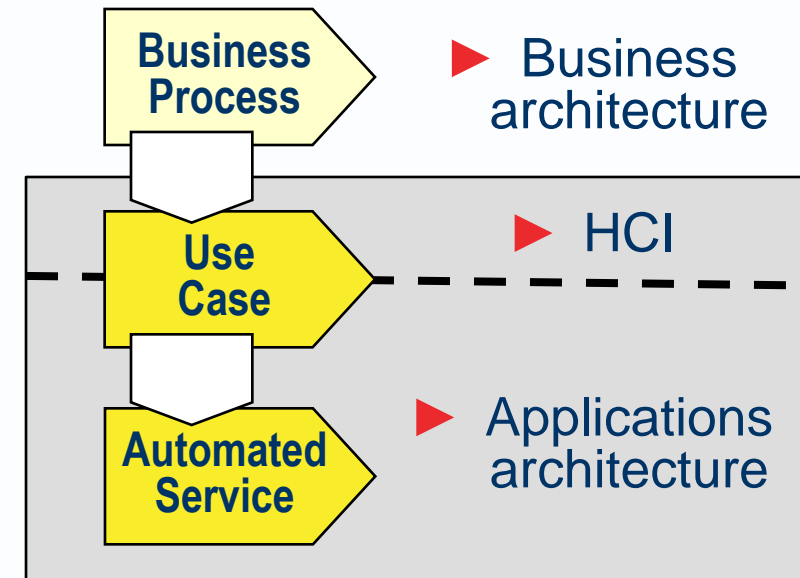 Business
Process
► Business
architecture
Use
Case
► HCI
Automated
Service
► Applications
architecture